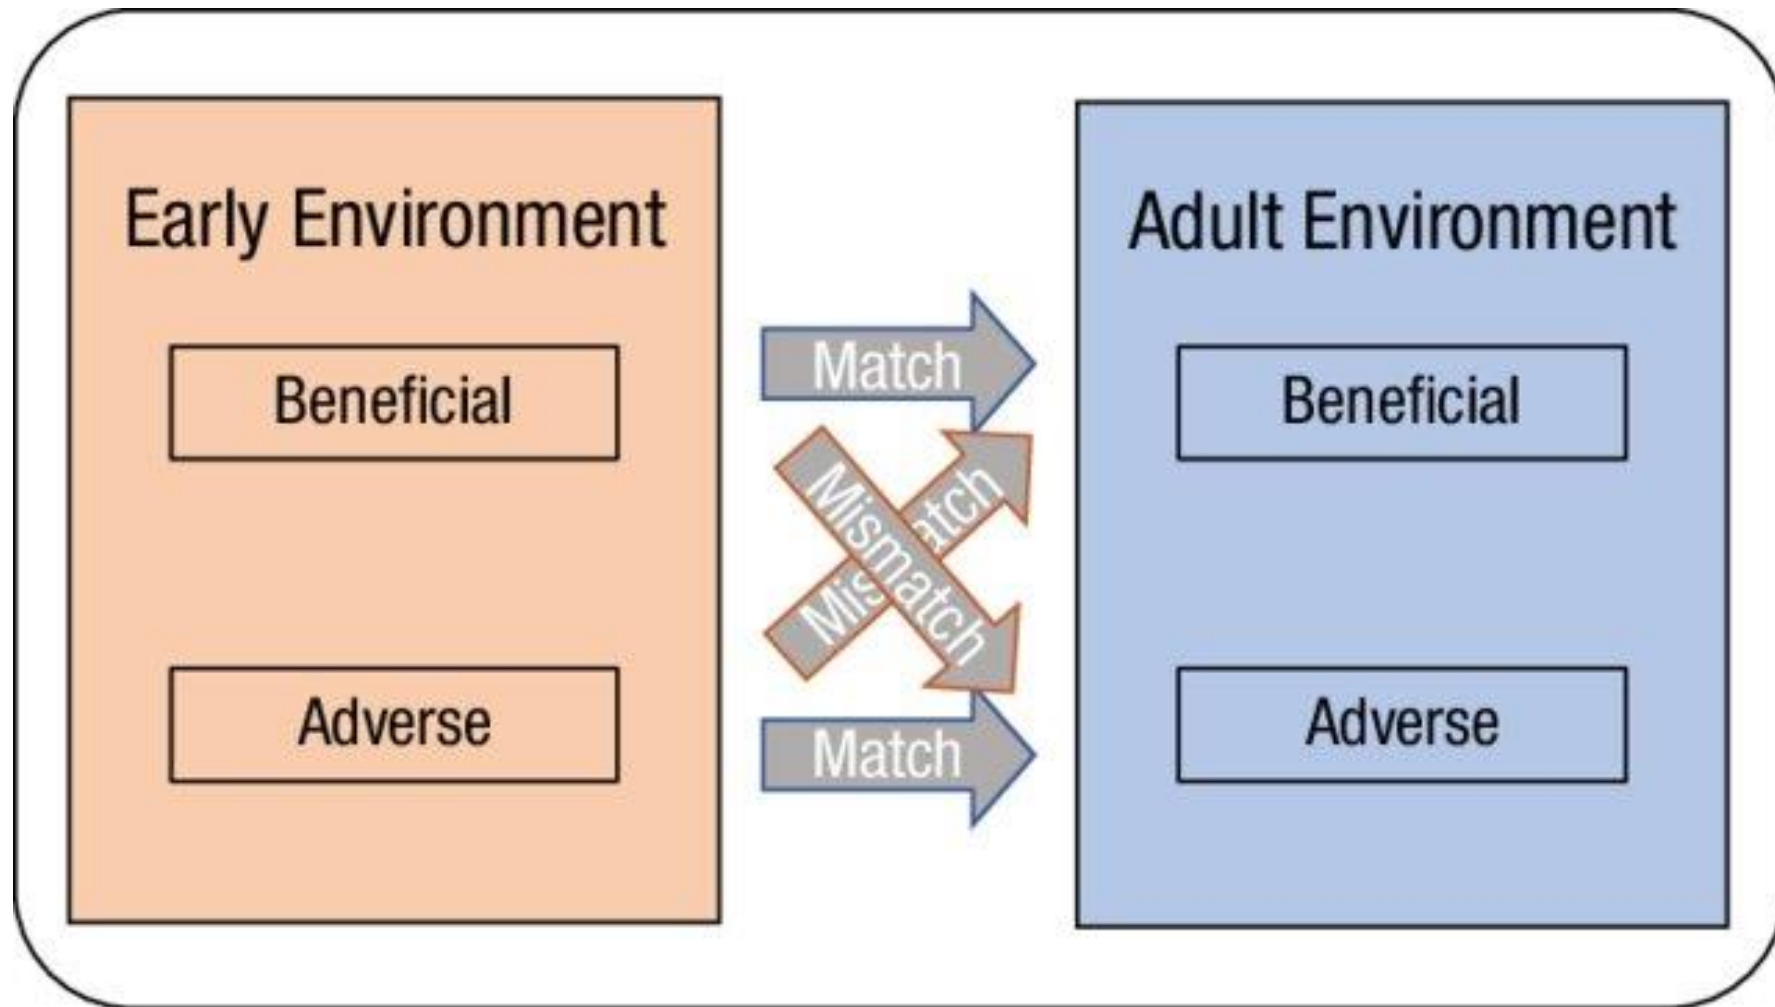 Early Environment
Beneficial
Adverse
Match
Mismatch
Mismatch
Match
Adult Environment
Beneficial
Adverse